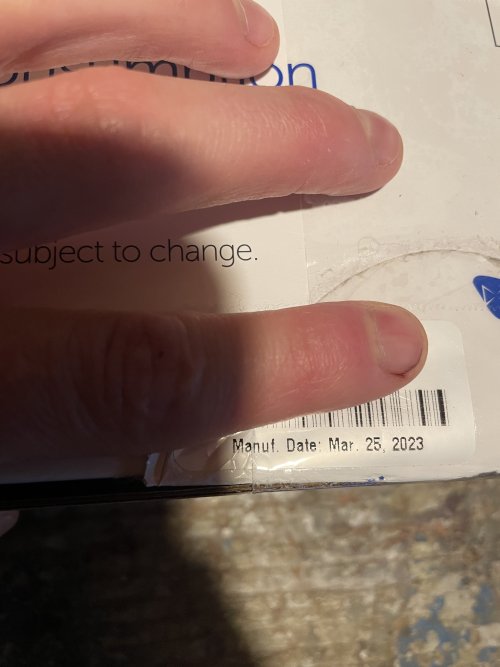 subject to change.
Manuf. Date: Mar. 25, 2023